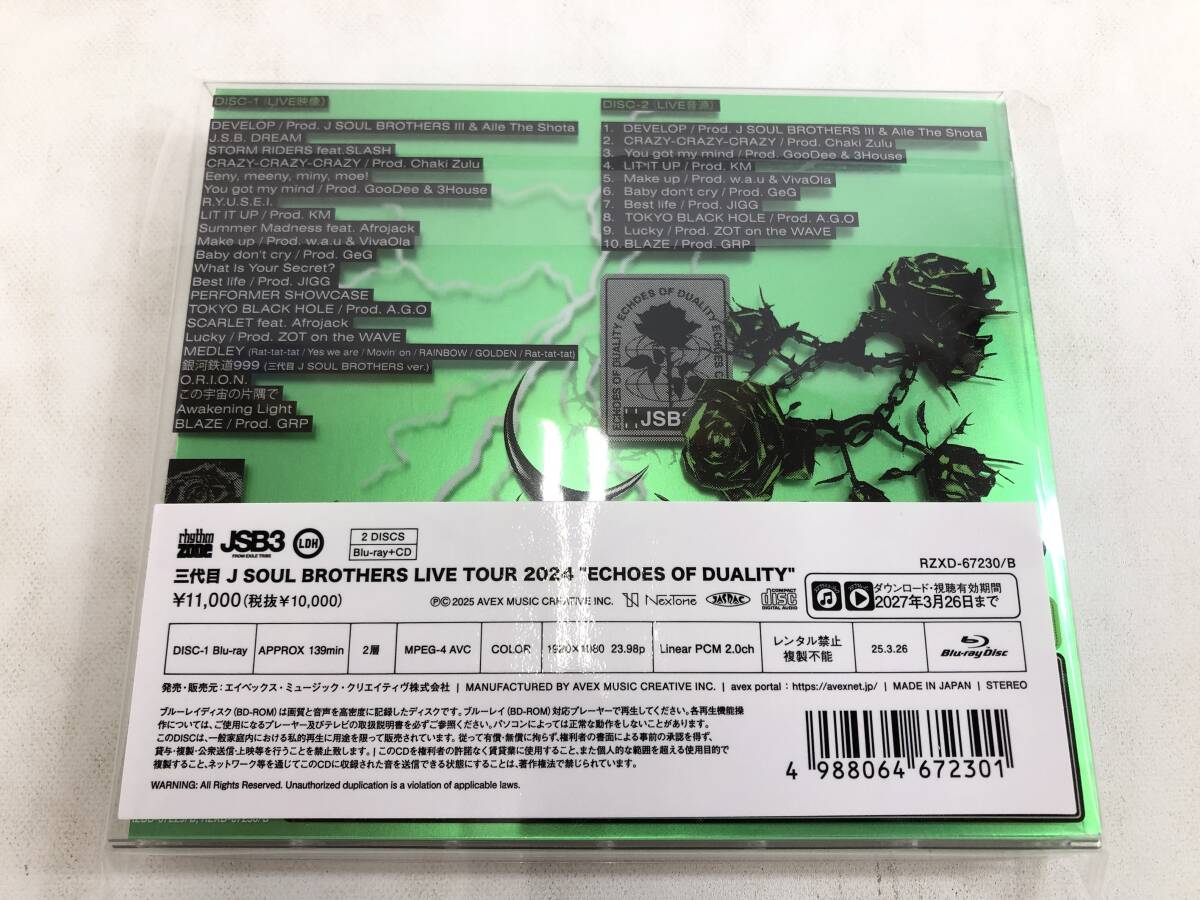 DISC-1 (LIVE映像)
DEVELOP / Prod. J SOUL BROTHERS III & Aile The Shota
J.S.B. DREAM
STORM RIDERS feat.SLASH
CRAZY-CRAZY-CRAZY / Prod. Chaki Zulu
Eeny, meeny, miny, moe!
You got my mind / Prod. GooDee & 3House
R.Y.U.S.E.I.
LIT IT UP / Prod. KM
Summer Madness feat. Afrojack
Make up / Prod. w.a.u & VivaOla
Baby don't cry / Prod. GeG
What Is Your Secret?
Best life / Prod. JIGG
PERFORMER SHOWCASE
TOKYO BLACK HOLE / Prod. A.G.O
SCARLET feat. Afrojack
Lucky / Prod. ZOT on the WAVE
MEDLEY (Rat-tat-tat / Yes we are / Movin' on / RAINBOW / GOLDEN / Rat-tat-tat)
銀河鉄道999 (三代目 J SOUL BROTHERS ver.)
O.R.I.O.N.
この宇宙の片隅で
Awakening Light
BLAZE / Prod. GRP
DISC-2 (LIVE音源)
1. DEVELOP / Prod. J SOUL BROTHERS III & Aile The Shota
2. CRAZY-CRAZY-CRAZY / Prod. Chaki Zulu
3. You got my mind / Prod. GooDee & 3House
4. LIT IT UP / Prod. KM
5. Make up / Prod. w.a.u & VivaOla
6. Baby don't cry / Prod. GeG
7. Best life / Prod. JIGG
8. TOKYO BLACK HOLE / Prod. A.G.O
9. Lucky / Prod. ZOT on the WAVE
10. BLAZE / Prod. GRP
ECHOES OF DUALITY ECHOES OF DUALITY
JSB3
rhythm zone JSB3 FROM EXILE TRIBE LDH
2 DISCS
Blu-ray+CD
RZXD-67230/B
三代目 J SOUL BROTHERS LIVE TOUR 2024 "ECHOES OF DUALITY"
¥11,000(税抜¥10,000)
℗© 2025 AVEX MUSIC CREATIVE INC. NexTone JASRAC COMPACT disc DIGITAL AUDIO
ダウンロード・視聴有効期間
2027年3月26日まで
DISC-1 Blu-ray | APPROX 139min | 2層 | MPEG-4 AVC | COLOR | 1920×1080 23.98p | Linear PCM 2.0ch | レンタル禁止 複製不能 | 25.3.26 | Blu-ray Disc
発売・販売元:エイベックス・ミュージック・クリエイティヴ株式会社 | MANUFACTURED BY AVEX MUSIC CREATIVE INC. | avex portal : https://avexnet.jp/ | MADE IN JAPAN | STEREO
ブルーレイディスク(BD-ROM)は画質と音声を高密度に記録したディスクです。ブルーレイ(BD-ROM)対応プレーヤーで再生してください。各再生機能操
作については、ご使用になるプレーヤー及びテレビの取扱説明書を必ずご参照ください。パソコンによっては正常な動作をしないことがあります。
このDISCは、一般家庭内における私的再生に用途を限って販売されています。従って有償・無償に拘らず、権利者の書面による事前の承諾を得ず、
貸与・複製・公衆送信・上映等を行うことを禁止致します。| このCDを権利者の許諾なく賃貸業に使用すること、また個人的な範囲を超える使用目的で
複製すること、ネットワーク等を通じてこのCDに収録された音を送信できる状態にすることは、著作権法で禁じられています。
WARNING: All Rights Reserved. Unauthorized duplication is a violation of applicable laws.
4 988064 672301